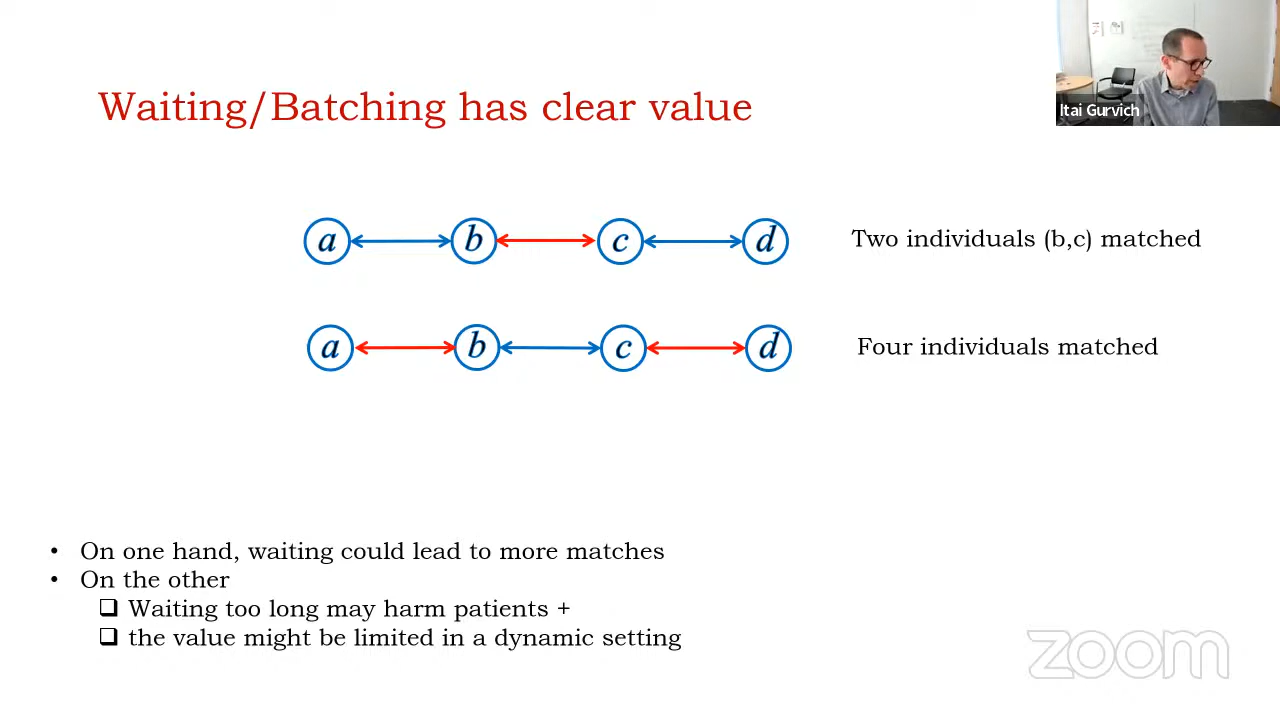 Waiting/Batching has clear value
Itai Gurvich
a b c d Two individuals (b,c) matched
a b c d Four individuals matched
• On one hand, waiting could lead to more matches
• On the other
❑ Waiting too long may harm patients +
❑ the value might be limited in a dynamic setting
zoom